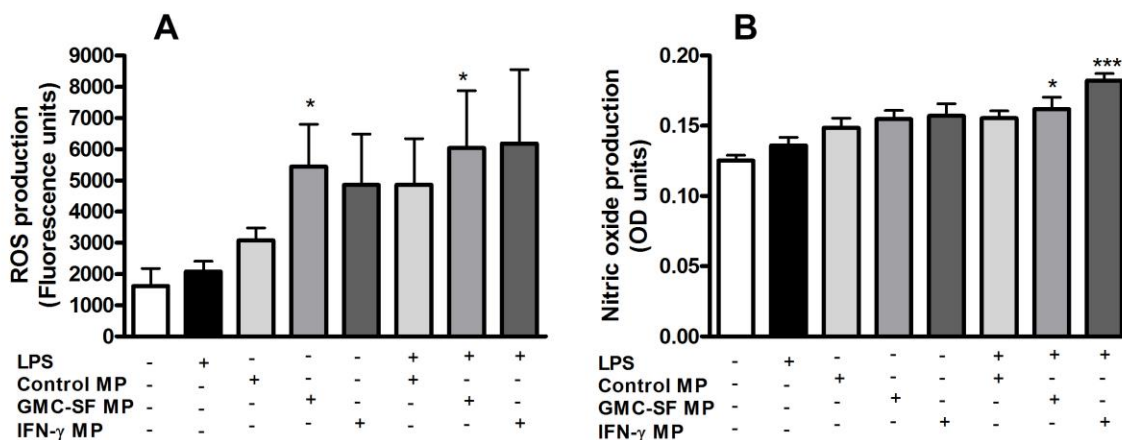 A
ROS production
(Fluorescence units)
9000
8000
7000
6000
5000
4000
3000
2000
1000
0
* *
LPS - + - - - + + +
Control MP - - + - - + - -
GMC-SF MP - - - + - - + -
IFN-γ MP - - - - + - - +
B
Nitric oxide production
(OD units)
0.20
0.15
0.10
0.05
0.00
* ***
LPS - + - - - + + +
Control MP - - + - - + - -
GMC-SF MP - - - + - - + -
IFN-γ MP - - - - + - - +